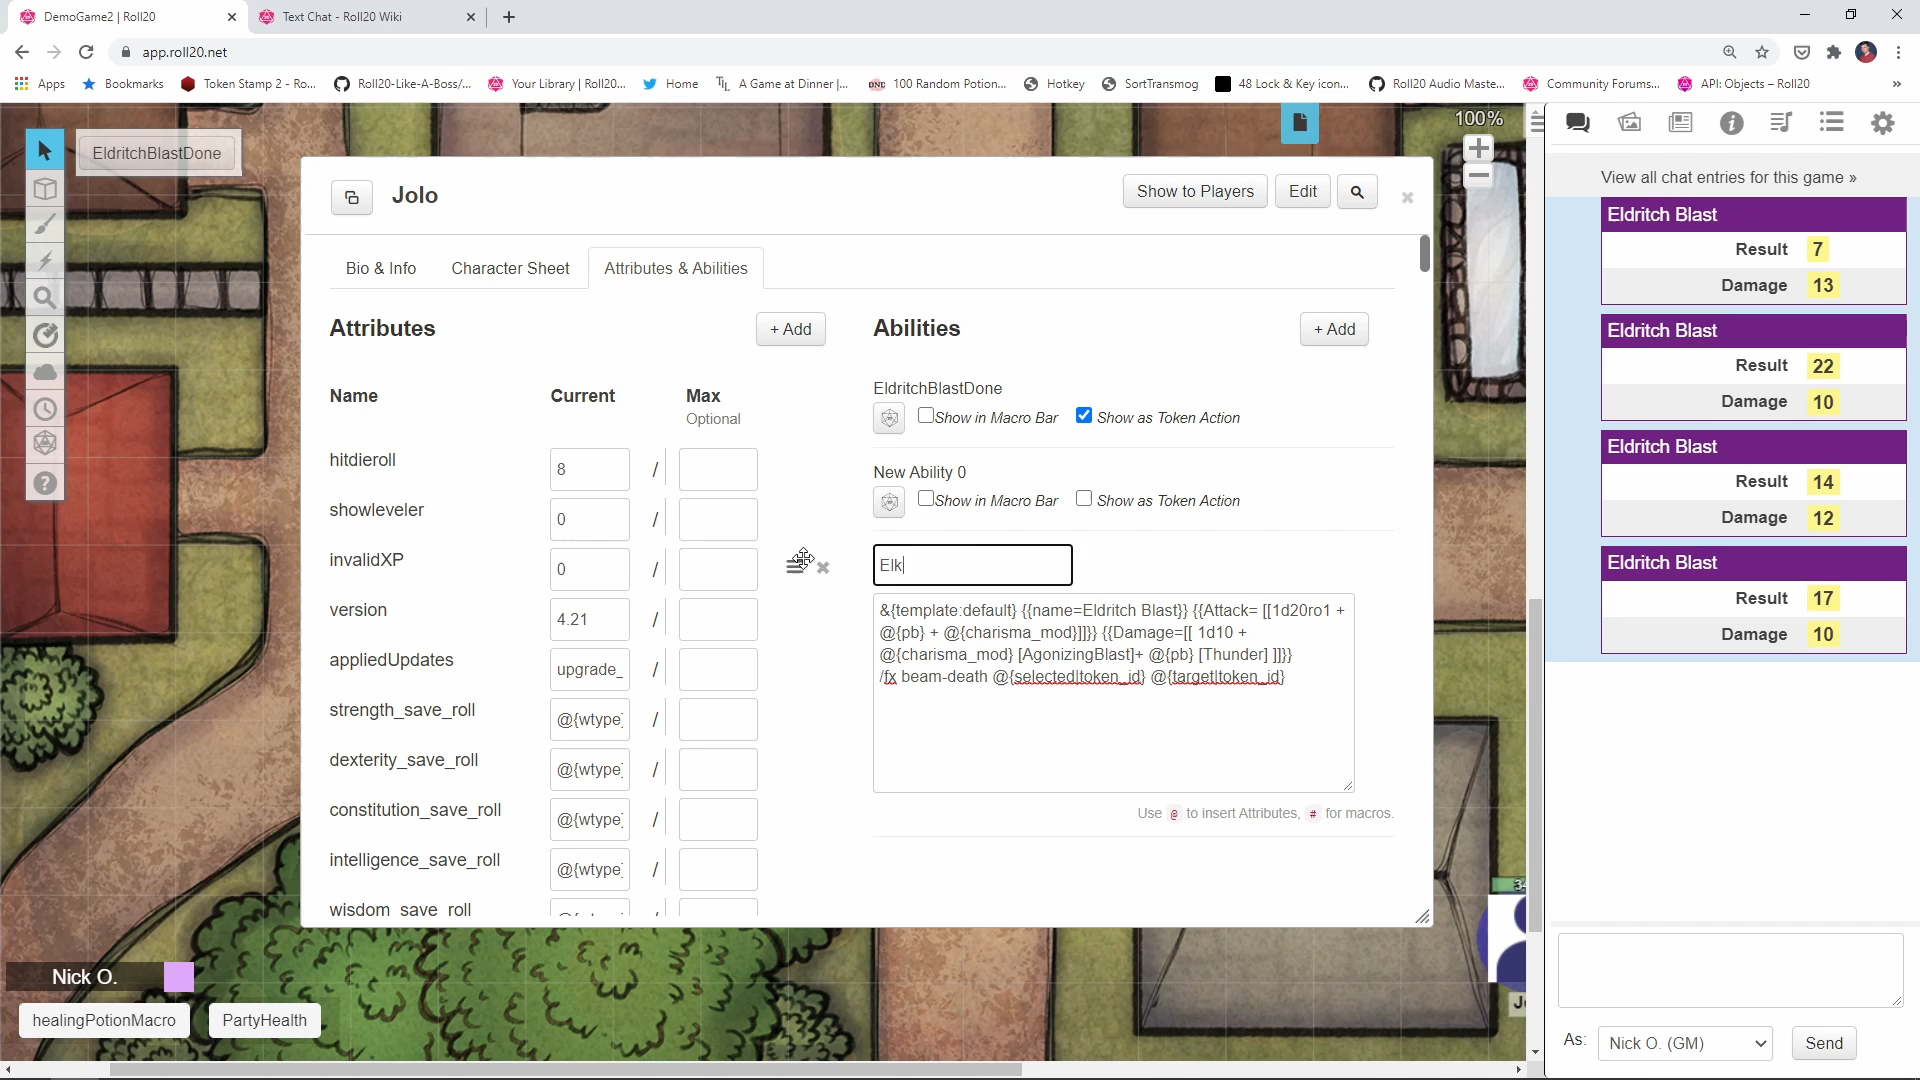 DemoGame2 | Roll20
Text Chat - Roll20 Wiki
app.roll20.net
Apps
Bookmarks
Token Stamp 2 - Ro...
Roll20-Like-A-Boss/...
Your Library | Roll20...
Home
A Game at Dinner |...
100 Random Potion...
Hotkey
SortTransmog
48 Lock & Key icon...
Roll20 Audio Maste...
Community Forums...
API: Objects – Roll20
»
EldritchBlastDone
100%
Jolo
Show to Players
Edit
Bio & Info
Character Sheet
Attributes & Abilities
Attributes
+ Add
Name
Current
Max
Optional
hitdieroll
8
/
showleveler
0
/
invalidXP
0
/
version
4.21
/
appliedUpdates
upgrade_
/
strength_save_roll
@{wtype}
/
dexterity_save_roll
@{wtype}
/
constitution_save_roll
@{wtype}
/
intelligence_save_roll
@{wtype}
/
wisdom_save_roll
Abilities
+ Add
EldritchBlastDone
Show in Macro Bar
Show as Token Action
New Ability 0
Show in Macro Bar
Show as Token Action
Elk
&{template:default} {{name=Eldritch Blast}} {{Attack= [[1d20ro1 +
@{pb} + @{charisma_mod}]]}} {{Damage=[[ 1d10 +
@{charisma_mod} [AgonizingBlast]+ @{pb} [Thunder] ]]}}
/fx beam-death @{selected|token_id} @{target|token_id}
Use @ to insert Attributes, # for macros.
Nick O.
healingPotionMacro
PartyHealth
View all chat entries for this game »
Eldritch Blast
Result 7
Damage 13
Eldritch Blast
Result 22
Damage 10
Eldritch Blast
Result 14
Damage 12
Eldritch Blast
Result 17
Damage 10
As:
Nick O. (GM)
Send